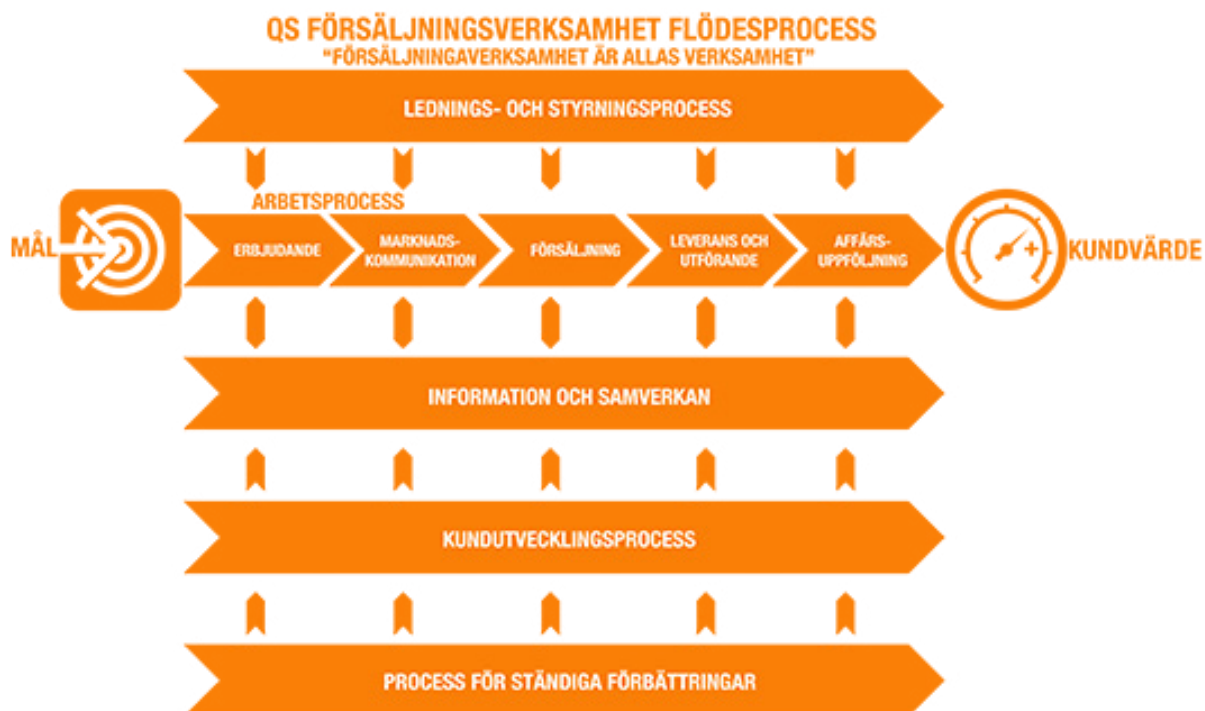 QS FÖRSÄLJNINGSVERKSAMHET FLÖDESPROCESS
"FÖRSÄLJNINGAVERKSAMHET ÄR ALLAS VERKSAMHET"
LEDNINGS- OCH STYRNINGSPROCESS
ARBETSPROCESS
MÅL
ERBJUDANDE
MARKNADS-
KOMMUNIKATION
FÖRSÄLJNING
LEVERANS OCH
UTFÖRANDE
AFFÄRS-
UPPFÖLJNING
KUNDVÄRDE
INFORMATION OCH SAMVERKAN
KUNDUTVECKLINGSPROCESS
PROCESS FÖR STÄNDIGA FÖRBÄTTRINGAR